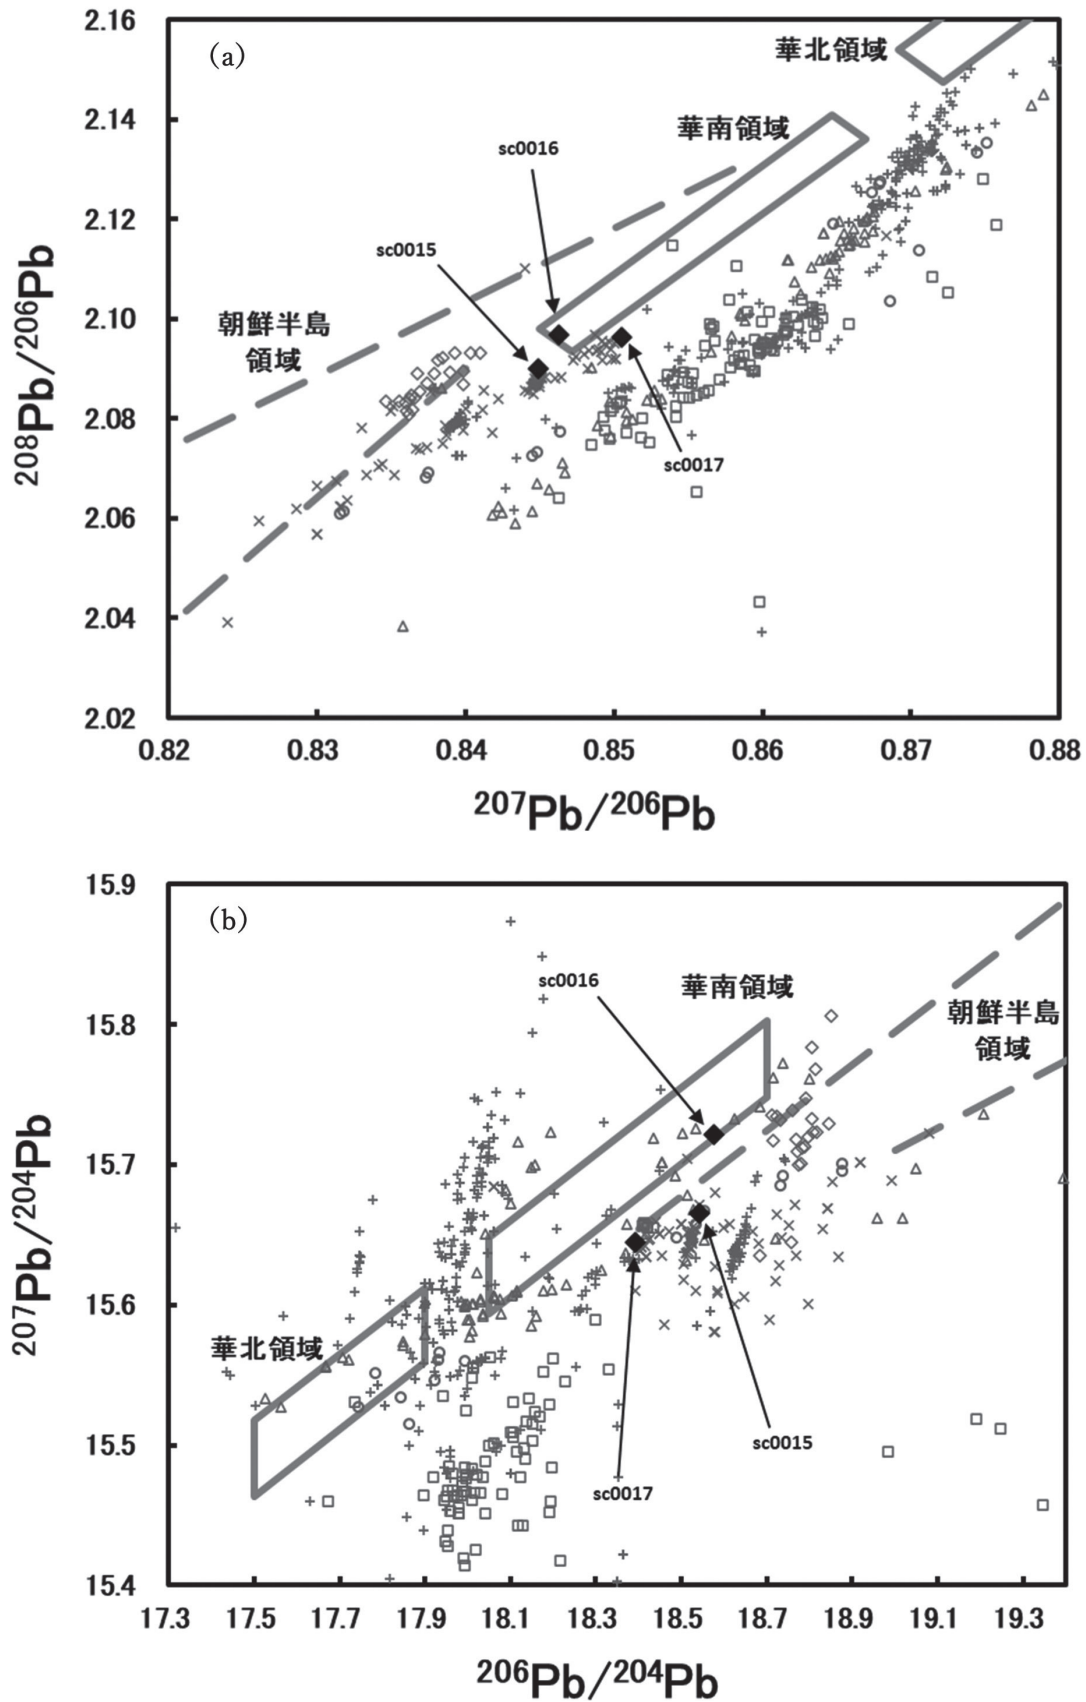 (a)
2.16
2.14
2.12
2.10
2.08
2.06
2.04
2.02
0.82 0.83 0.84 0.85 0.86 0.87 0.88
208Pb/206Pb
207Pb/206Pb
華北領域
華南領域
sc0016
sc0015
朝鮮半島
領域
sc0017
(b)
15.9
15.8
15.7
15.6
15.5
15.4
17.3 17.5 17.7 17.9 18.1 18.3 18.5 18.7 18.9 19.1 19.3
207Pb/204Pb
206Pb/204Pb
sc0016
華南領域
朝鮮半島
領域
華北領域
sc0015
sc0017